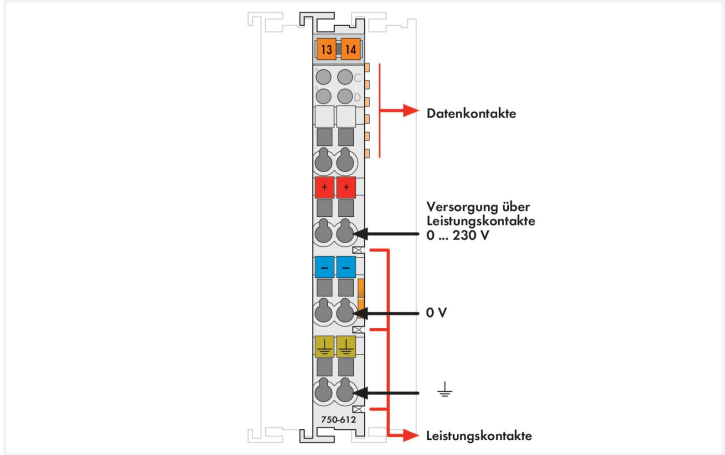 13 14
C
D
Datenkontakte
+ +
Versorgung über
Leistungskontakte
0 ... 230 V
– –
0 V
750-612
Leistungskontakte